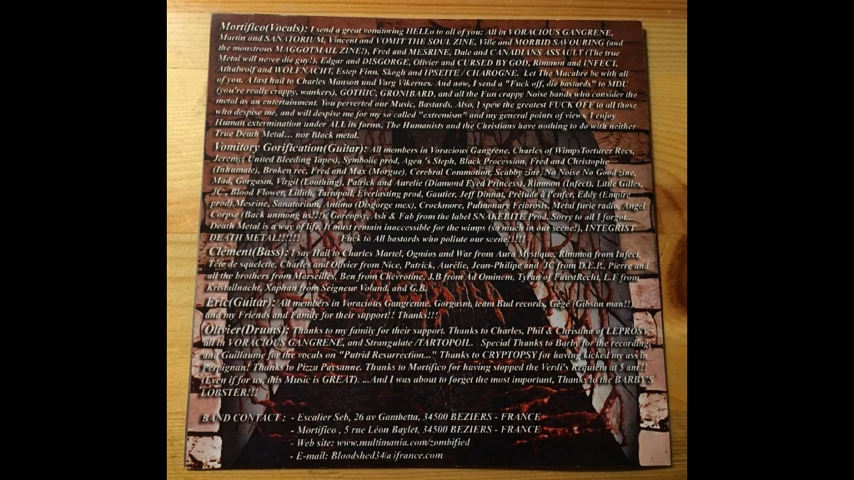 Mortifico(Vocals): I send a great vomitoring HELLo to all of you: All in VORACIOUS GANGRENE,
Martin and SANATORIUM, Vincent and VOMIT THE SOUL ZINE, Ville and MORBID SAVOURING (and
the monstrous MAGGOTMAIL ZINE!), Fred and MESRINE, Dale and CANADIANS ASSAULT (The true
Metal will never die guy!), Edgar and DISGORGE, Olivier and CURSED BY GOD, Rimmon and INFECT,
Athalwolf and WOLFNACHT, Estep Finn. Skogh and IPSEITE / CHAROGNE. Let The Macabre be with all
of you. A last hail to Charles Manson und Varg Vikernes. And now, I send a "Fuck off, die bastards" to MDU
(you're really crappy, wankers), GOTHIC, GRONIBARD, and all the Fun crappy Noise bands who consider the
metal as an entertainment. You perverted our Music, Bastards. Also, I spew the greatest FUCK OFF to all those
who despise me, and will despise me for my so called "extremism" and my general points of views. I enjoy
Human extermination under ALL its forms. The Humanists and the Christians have nothing to do with neither
True Death Metal… nor Black metal.
Vomitory Gorification(Guitar): All members in Voracious Gangrene, Charles of WimpsTorturer Recs,
Jeremy( United Bleeding Tapes), Symbolic prod, Agen 's Steph, Black Procession, Fred and Christophe
(Inhumate), Broken rec, Fred and Max (Morgue), Cerebral Commotion, Scabby zine, No Noise No Good zine,
Mad, Gorgasm, Virgil (Loathing), Patrick and Aurelie (Diamond Eyed Princess), Rimmon (Infect), Little Gilles,
JC , Blood Flower, Lillith, Tartopoil, Everlasting prod, Gautier, Jeff Dinnat, Prélude à l'enfer, Eddy (Empire
prod),Mesrine, Sanatorium, Antimo (Disgorge mex), Crockmore, Pulmonary Fibrosis, Metal furie radio, Angel
Corpse (Back unmong us!!!), Goreopsy, Ash & Fab from the label SNAKEBITE Prod. Sorry to all I forgot…
Death Metal is a way of life. It must remain inaccessible for the wimps (so much in our scene!). INTEGRIST
DEATH METAL!!!!!! Fuck to All bastards who pollute our scene!!!!!
Clément(Bass): I say Hail to Charles Martel, Ogmios and War from Aura Mystique, Rimmon from Infect,
Tête de squelette, Charles and Olivier from Nice, Patrick, Aurélie, Jean-Philipe and JC from D.E.P., Pierre and
all the brothers from Marseilles, Ben from Chevrotine, J.B from Vehemem, Tyran of FaustRecht, L.F from
Kristallnacht, Xaphan from Seigneur Voland, and G.B.
Eric(Guitar): All members in Voracious Gangrenne, Gorgasm, team Bud records, Gégé (Gibson man!!)
and my Friends and Family for their support!! Thanks!!!
Olivier(Drums): Thanks to my family for their support. Thanks to Charles, Phil & Christina of LEPROSY,
all in VORACIOUS GANGRENE, and Strangulate /TARTOPOIL. Special Thanks to Barby for the recording,
and Guillaume for the vocals on "Putrid Resurrection..." Thanks to CRYPTOPSY for having kicked my ass in
Perpignan! Thanks to Pizza Paysanne. Thanks to Mortifico for having stopped the Verdi's Requiem at 5 am!!
(Even if for us, this Music is GREAT). ...And I was about to forget the most important, Thanks to the BARBY'S
LOBSTER!!!
BAND CONTACT : - Escalier Seb, 26 av Gambetta, 34500 BEZIERS - FRANCE
- Mortifico , 5 rue Léon Baylet, 34500 BEZIERS - FRANCE
- Web site: www.multimania.com/zombified
- E-mail: Bloodshed34@ifrance.com